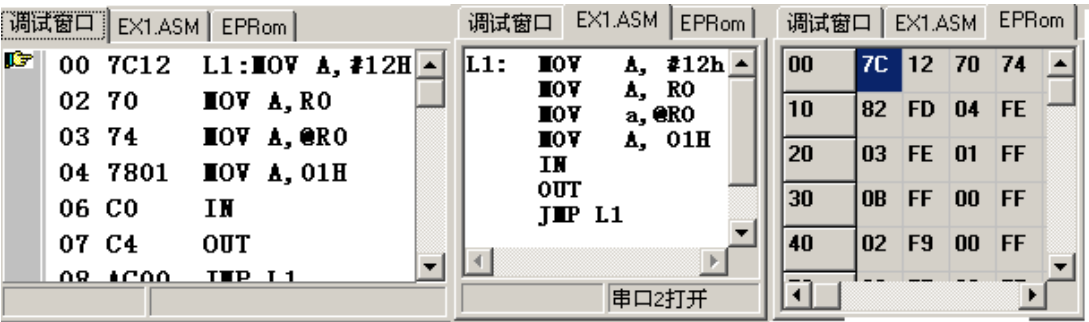 调试窗口 EX1.ASM EPRom
00 7C12 L1:MOV A,#12H
02 70 MOV A,R0
03 74 MOV A,@R0
04 7801 MOV A,01H
06 C0 IN
07 C4 OUT
08 AC00 JMP L1
调试窗口 EX1.ASM EPRom
L1: MOV A, #12h
MOV A, R0
MOV a,@R0
MOV A, 01H
IN
OUT
JMP L1
串口2打开
调试窗口 EX1.ASM EPRom
00 7C 12 70 74
10 82 FD 04 FE
20 03 FE 01 FF
30 0B FF 00 FF
40 02 F9 00 FF